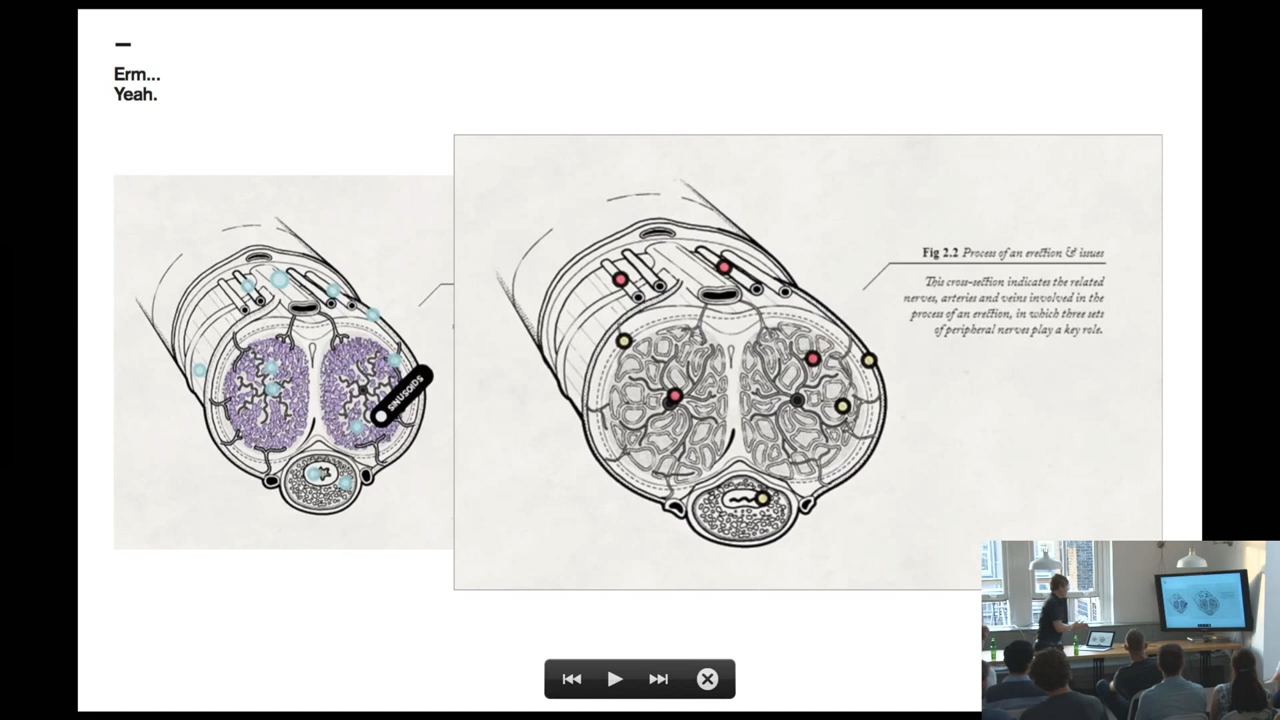 Erm...
Yeah.
SINUSOIDS
Fig 2.2 Process of an erection & issues
This cross-section indicates the related
nerves, arteries and veins involved in the
process of an erection, in which three sets
of peripheral nerves play a key role.